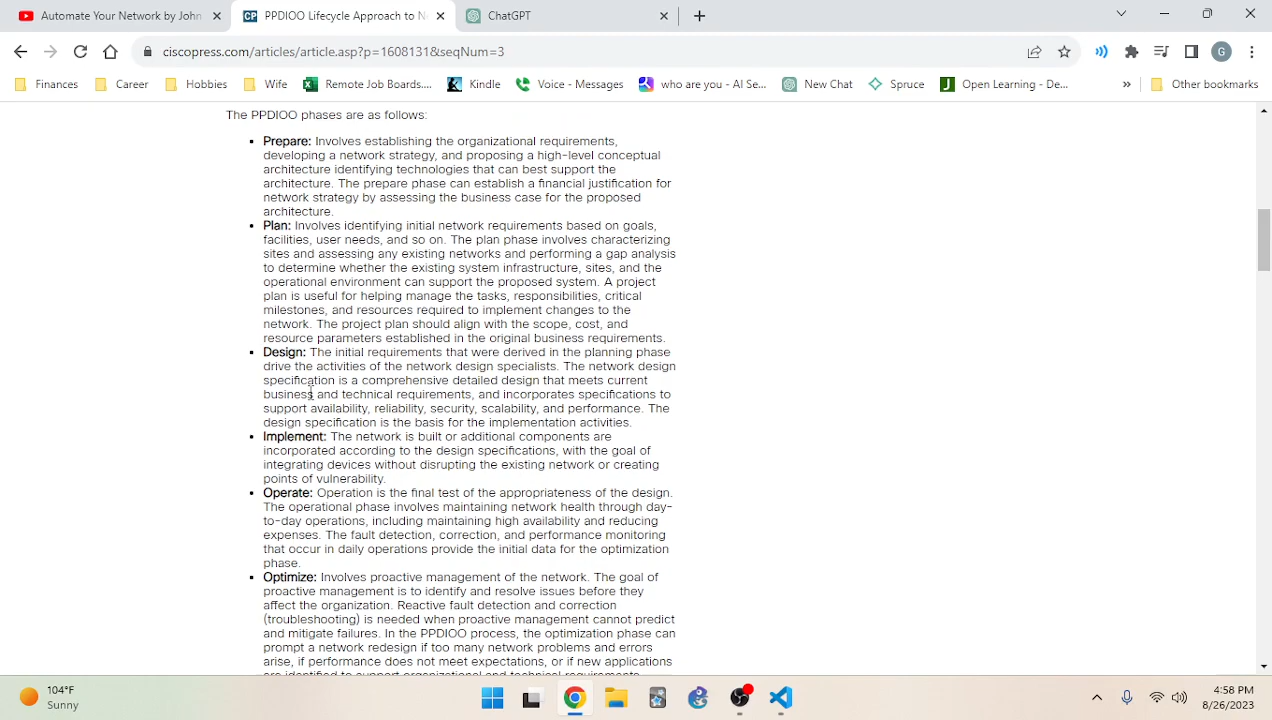 Automate Your Network by John
PPDIOO Lifecycle Approach to N
ChatGPT
ciscopress.com/articles/article.asp?p=1608131&seqNum=3
G
Finances
Career
Hobbies
Wife
Remote Job Boards....
Kindle
Voice - Messages
who are you - AI Se...
New Chat
Spruce
Open Learning - De...
»
Other bookmarks
The PPDIOO phases are as follows:
Prepare: Involves establishing the organizational requirements,
developing a network strategy, and proposing a high-level conceptual
architecture identifying technologies that can best support the
architecture. The prepare phase can establish a financial justification for
network strategy by assessing the business case for the proposed
architecture.
Plan: Involves identifying initial network requirements based on goals,
facilities, user needs, and so on. The plan phase involves characterizing
sites and assessing any existing networks and performing a gap analysis
to determine whether the existing system infrastructure, sites, and the
operational environment can support the proposed system. A project
plan is useful for helping manage the tasks, responsibilities, critical
milestones, and resources required to implement changes to the
network. The project plan should align with the scope, cost, and
resource parameters established in the original business requirements.
Design: The initial requirements that were derived in the planning phase
drive the activities of the network design specialists. The network design
specification is a comprehensive detailed design that meets current
business and technical requirements, and incorporates specifications to
support availability, reliability, security, scalability, and performance. The
design specification is the basis for the implementation activities.
Implement: The network is built or additional components are
incorporated according to the design specifications, with the goal of
integrating devices without disrupting the existing network or creating
points of vulnerability.
Operate: Operation is the final test of the appropriateness of the design.
The operational phase involves maintaining network health through day-
to-day operations, including maintaining high availability and reducing
expenses. The fault detection, correction, and performance monitoring
that occur in daily operations provide the initial data for the optimization
phase.
Optimize: Involves proactive management of the network. The goal of
proactive management is to identify and resolve issues before they
affect the organization. Reactive fault detection and correction
(troubleshooting) is needed when proactive management cannot predict
and mitigate failures. In the PPDIOO process, the optimization phase can
prompt a network redesign if too many network problems and errors
arise, if performance does not meet expectations, or if new applications
are identified to support organizational and technical requirements.
104°F
Sunny
4:58 PM
8/26/2023